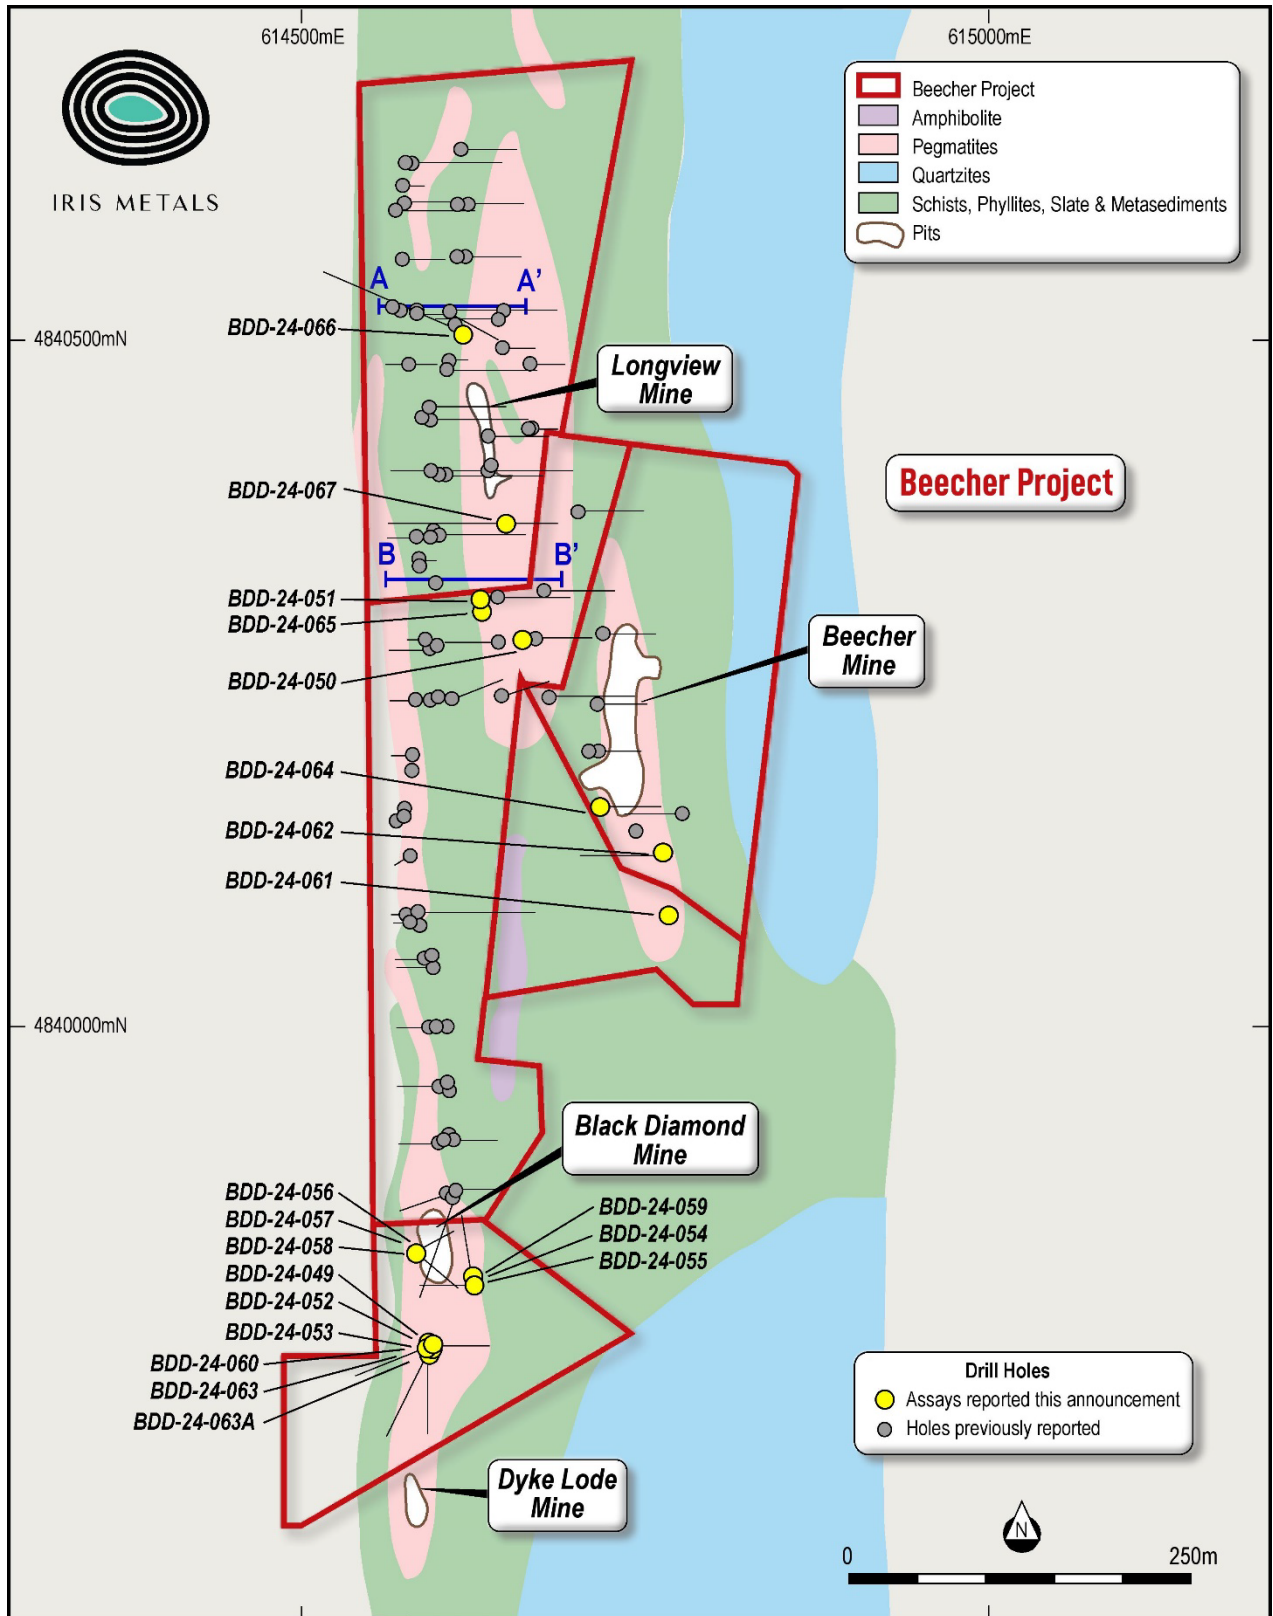 614500mE
615000mE
IRIS METALS
Beecher Project
Amphibolite
Pegmatites
Quartzites
Schists, Phyllites, Slate & Metasediments
Pits
A
A'
BDD-24-066
4840500mN
Longview
Mine
Beecher Project
BDD-24-067
B
B'
BDD-24-051
BDD-24-065
BDD-24-050
Beecher
Mine
BDD-24-064
BDD-24-062
BDD-24-061
4840000mN
Black Diamond
Mine
BDD-24-056
BDD-24-057
BDD-24-058
BDD-24-049
BDD-24-052
BDD-24-053
BDD-24-060
BDD-24-063
BDD-24-063A
BDD-24-059
BDD-24-054
BDD-24-055
Drill Holes
Assays reported this announcement
Holes previously reported
Dyke Lode
Mine
N
0
250m